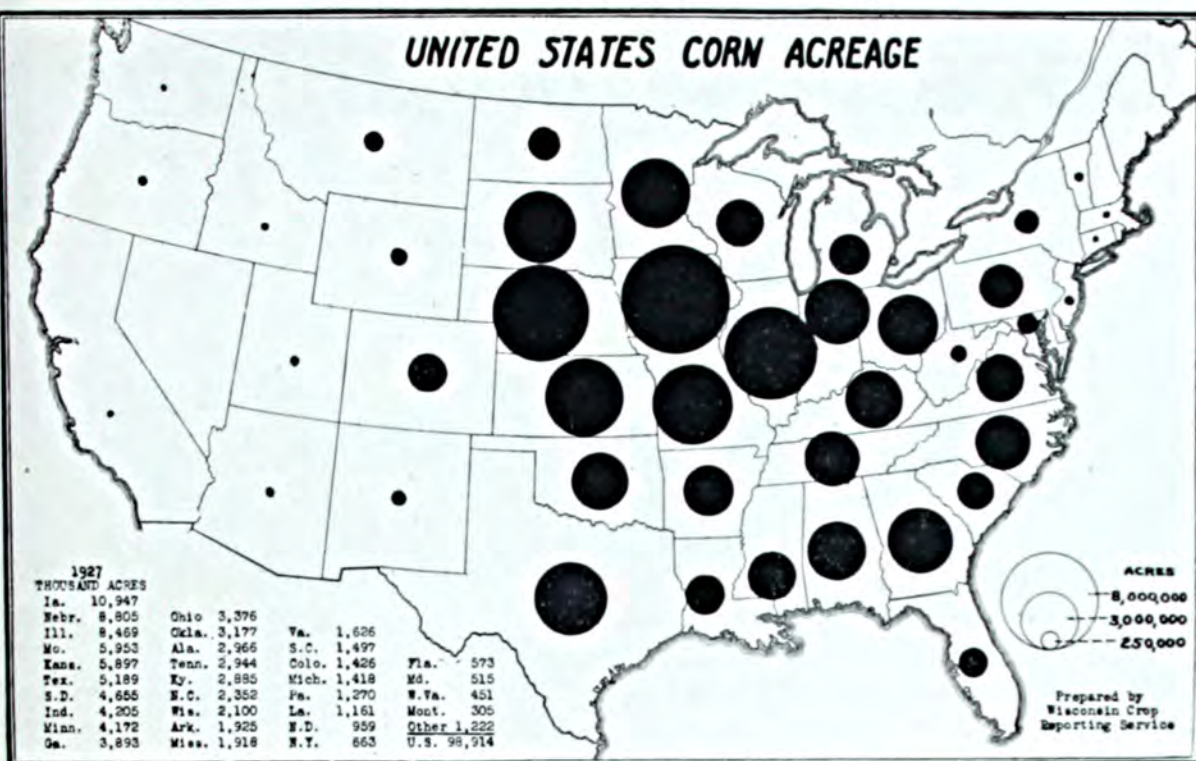 UNITED STATES CORN ACREAGE
1927
THOUSAND ACRES
Ia. 10,947
Nebr. 8,805
Ill. 8,469
Mo. 5,953
Kans. 5,897
Tex. 5,189
S.D. 4,655
Ind. 4,205
Minn. 4,172
Ga. 3,893
Ohio 3,376
Okla. 3,177
Ala. 2,966
Tenn. 2,944
Ky. 2,885
N.C. 2,352
Wis. 2,100
Ark. 1,925
Miss. 1,918
Va. 1,626
S.C. 1,497
Colo. 1,426
Mich. 1,418
Pa. 1,270
La. 1,161
N.D. 959
N.Y. 663
Fla. 573
Md. 515
W.Va. 451
Mont. 305
Other 1,222
U.S. 98,914
ACRES
8,000,000
3,000,000
250,000
Prepared by
Wisconsin Crop
Reporting Service